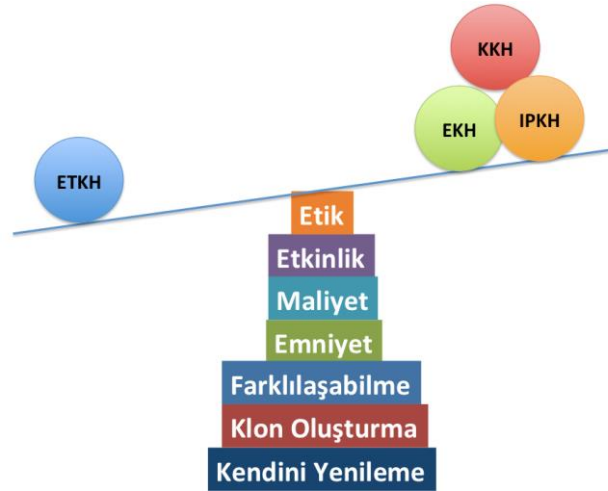 KKH
EKH
IPKH
ETKH
Etik
Etkinlik
Maliyet
Emniyet
Farklılaşabilme
Klon Oluşturma
Kendini Yenileme